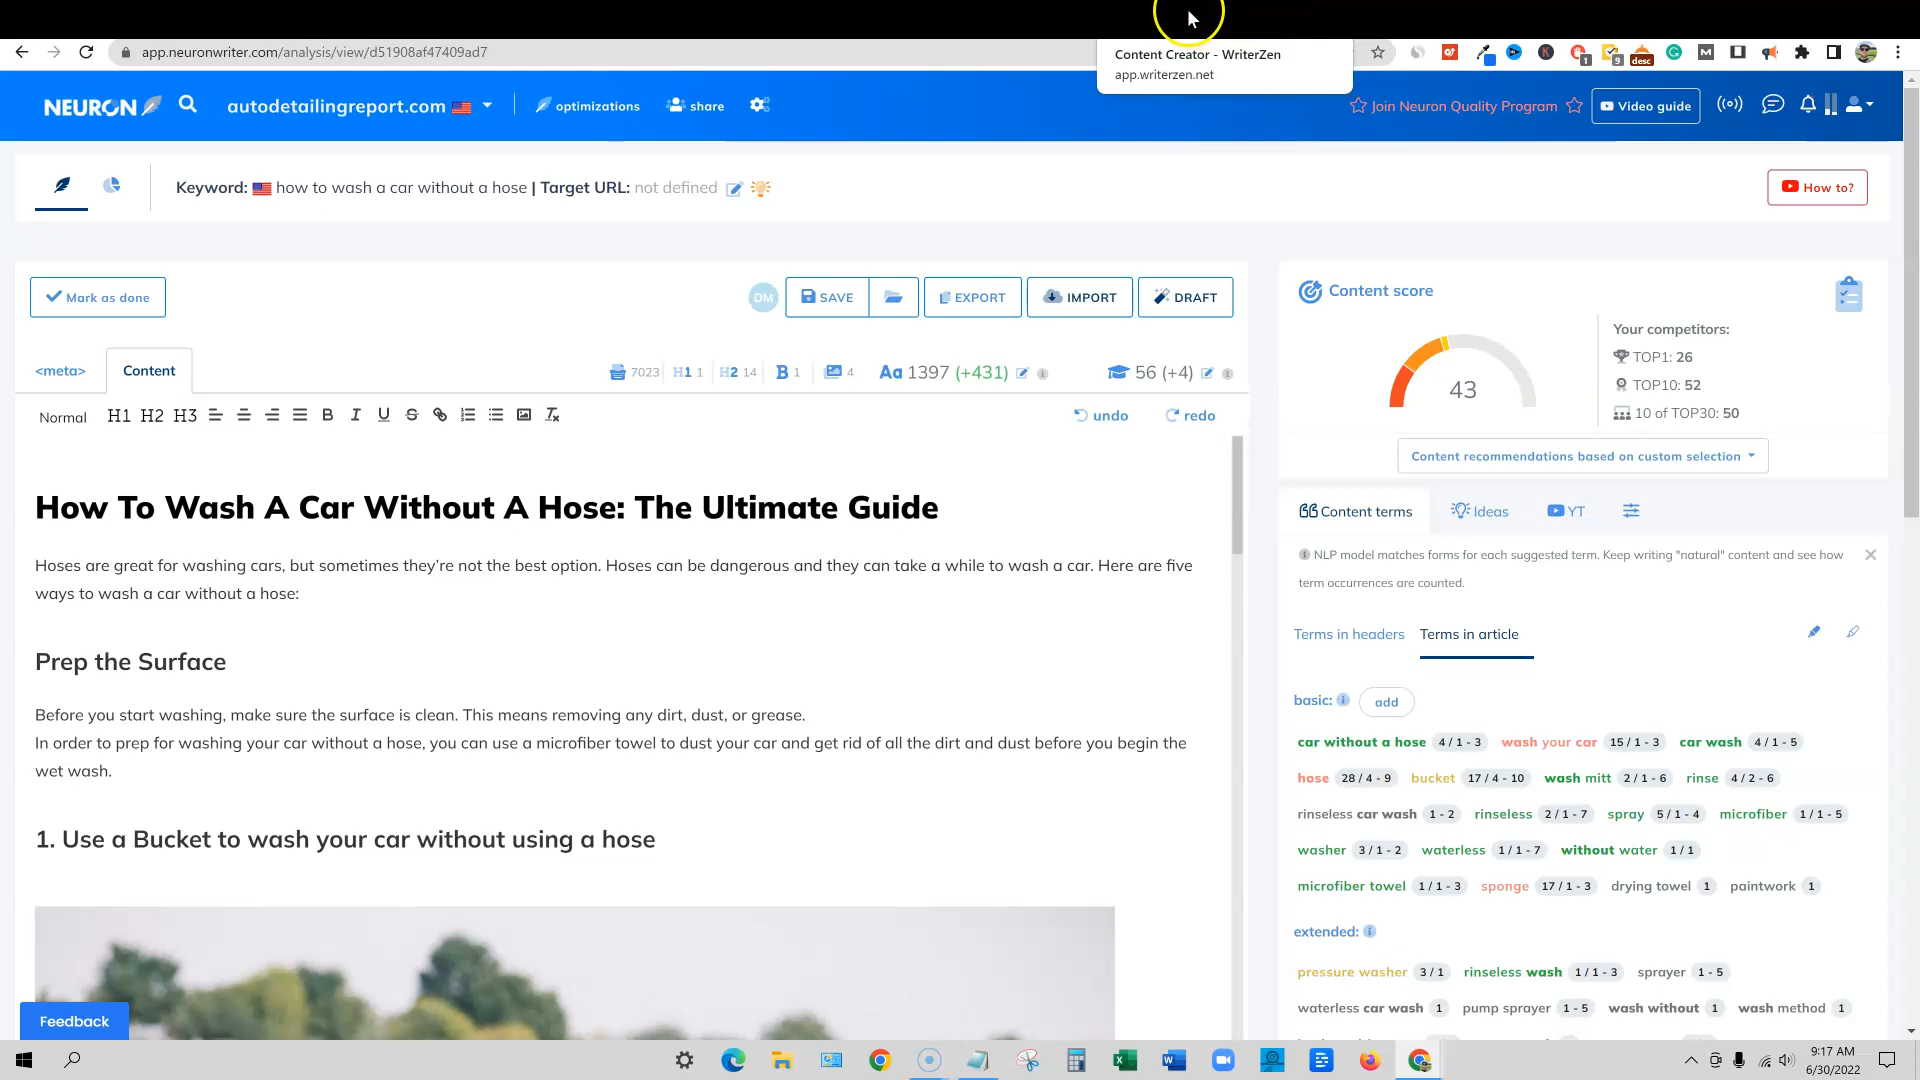 app.neuronwriter.com/analysis/view/d51908af47409ad7
Content Creator - WriterZen
app.writerzen.net
1
9
desc
NEURON
autodetailingreport.com
optimizations
share
Join Neuron Quality Program
Video guide
Keyword: how to wash a car without a hose | Target URL: not defined
How to?
Mark as done
DM
SAVE
EXPORT
IMPORT
DRAFT
<meta>
Content
7023 H1 1 H2 14 B 1 4 Aa 1397 (+431) 56 (+4)
Normal H1 H2 H3 B I U S
undo
redo
How To Wash A Car Without A Hose: The Ultimate Guide
Hoses are great for washing cars, but sometimes they're not the best option. Hoses can be dangerous and they can take a while to wash a car. Here are five
ways to wash a car without a hose:
Prep the Surface
Before you start washing, make sure the surface is clean. This means removing any dirt, dust, or grease.
In order to prep for washing your car without a hose, you can use a microfiber towel to dust your car and get rid of all the dirt and dust before you begin the
wet wash.
1. Use a Bucket to wash your car without using a hose
Feedback
Content score
43
Your competitors:
TOP1: 26
TOP10: 52
10 of TOP30: 50
Content recommendations based on custom selection
Content terms
Ideas
YT
NLP model matches forms for each suggested term. Keep writing "natural" content and see how
term occurrences are counted.
Terms in headers
Terms in article
basic:
add
car without a hose 4 / 1 - 3 wash your car 15 / 1 - 3 car wash 4 / 1 - 5
hose 28 / 4 - 9 bucket 17 / 4 - 10 wash mitt 2 / 1 - 6 rinse 4 / 2 - 6
rinseless car wash 1 - 2 rinseless 2 / 1 - 7 spray 5 / 1 - 4 microfiber 1 / 1 - 5
washer 3 / 1 - 2 waterless 1 / 1 - 7 without water 1 / 1
microfiber towel 1 / 1 - 3 sponge 17 / 1 - 3 drying towel 1 paintwork 1
extended:
pressure washer 3 / 1 rinseless wash 1 / 1 - 3 sprayer 1 - 5
waterless car wash 1 pump sprayer 1 - 5 wash without 1 wash method 1
9:17 AM
6/30/2022